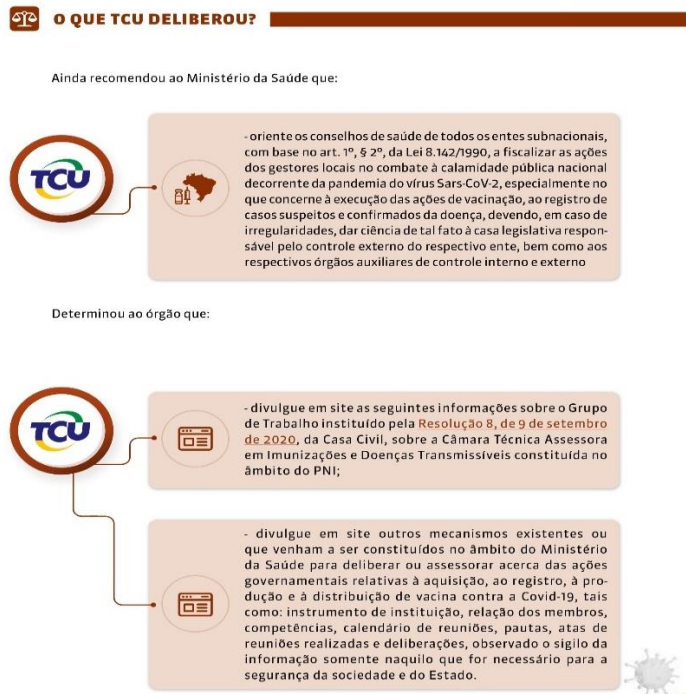 O QUE TCU DELIBEROU?
Ainda recomendou ao Ministério da Saúde que:
TCU
- oriente os conselhos de saúde de todos os entes subnacionais,
com base no art. 1º, § 2º, da Lei 8.142/1990, a fiscalizar as ações
dos gestores locais no combate à calamidade pública nacional
decorrente da pandemia do vírus Sars-CoV-2, especialmente no
que concerne à execução das ações de vacinação, ao registro de
casos suspeitos e confirmados da doença, devendo, em caso de
irregularidades, dar ciência de tal fato à casa legislativa respon-
sável pelo controle externo do respectivo ente, bem como aos
respectivos órgãos auxiliares de controle interno e externo
Determinou ao órgão que:
TCU
- divulgue em site as seguintes informações sobre o Grupo
de Trabalho instituído pela Resolução 8, de 9 de setembro
de 2020, da Casa Civil, sobre a Câmara Técnica Assessora
em Imunizações e Doenças Transmissíveis constituída no
âmbito do PNI;
- divulgue em site outros mecanismos existentes ou
que venham a ser constituídos no âmbito do Ministério
da Saúde para deliberar ou assessorar acerca das ações
governamentais relativas à aquisição, ao registro, à pro-
dução e à distribuição de vacina contra a Covid-19, tais
como: instrumento de instituição, relação dos membros,
competências, calendário de reuniões, pautas, atas de
reuniões realizadas e deliberações, observado o sigilo da
informação somente naquilo que for necessário para a
segurança da sociedade e do Estado.